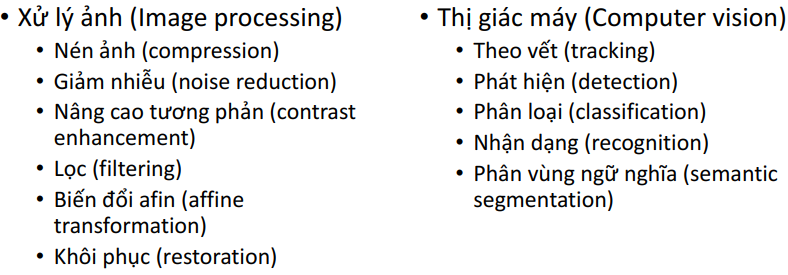 • Xử lý ảnh (Image processing)
• Nén ảnh (compression)
• Giảm nhiễu (noise reduction)
• Nâng cao tương phản (contrast
enhancement)
• Lọc (filtering)
• Biến đổi afin (affine
transformation)
• Khôi phục (restoration)
• Thị giác máy (Computer vision)
• Theo vết (tracking)
• Phát hiện (detection)
• Phân loại (classification)
• Nhận dạng (recognition)
• Phân vùng ngữ nghĩa (semantic
segmentation)